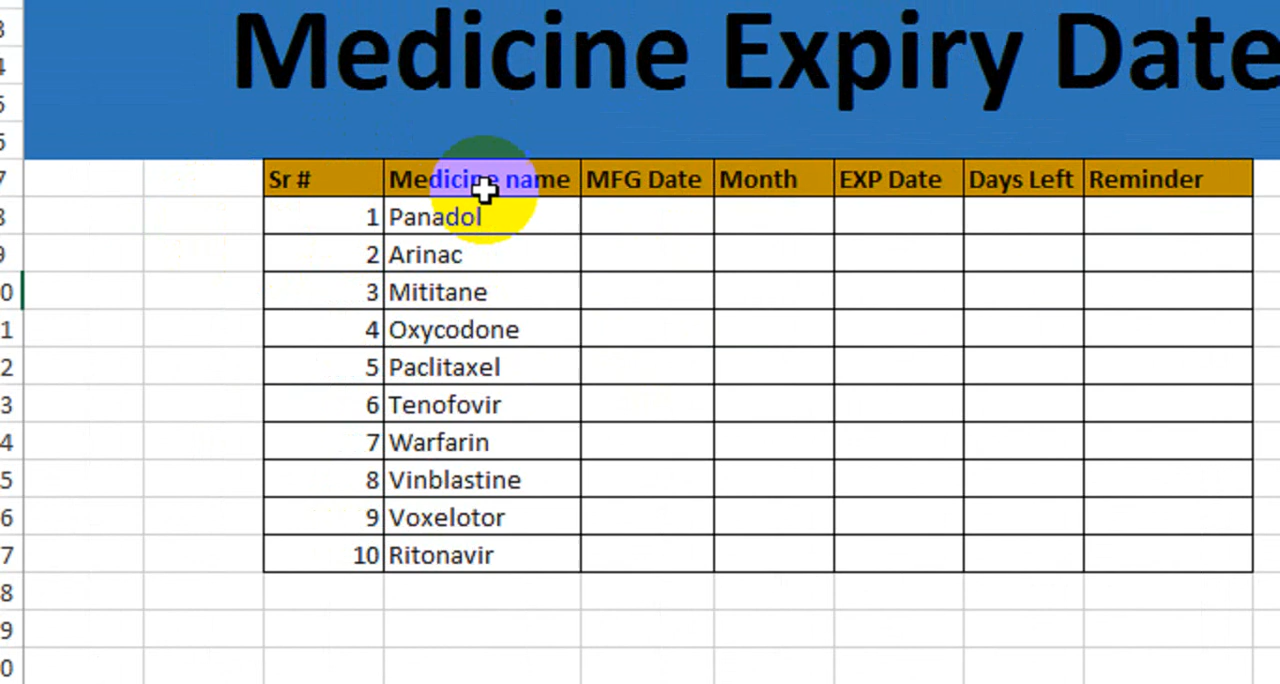 Medicine Expiry Date
Sr # Medicine name MFG Date Month EXP Date Days Left Reminder
1 Panadol
2 Arinac
3 Mititane
4 Oxycodone
5 Paclitaxel
6 Tenofovir
7 Warfarin
8 Vinblastine
9 Voxelotor
10 Ritonavir